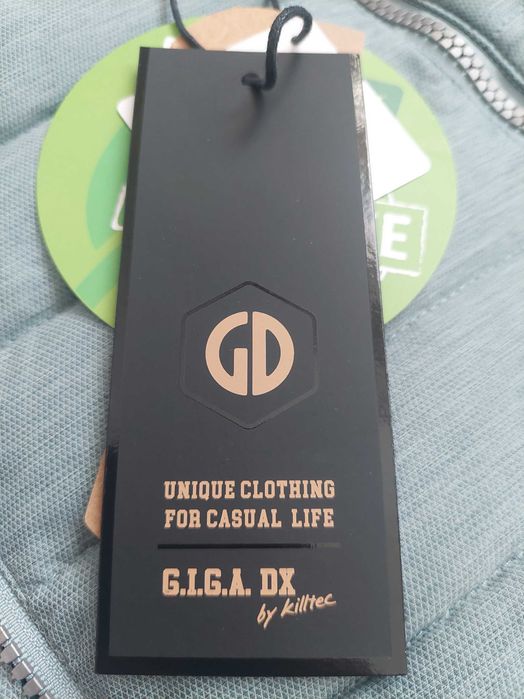 GD
UNIQUE CLOTHING
FOR CASUAL LIFE
G.I.G.A. DX
by killtec